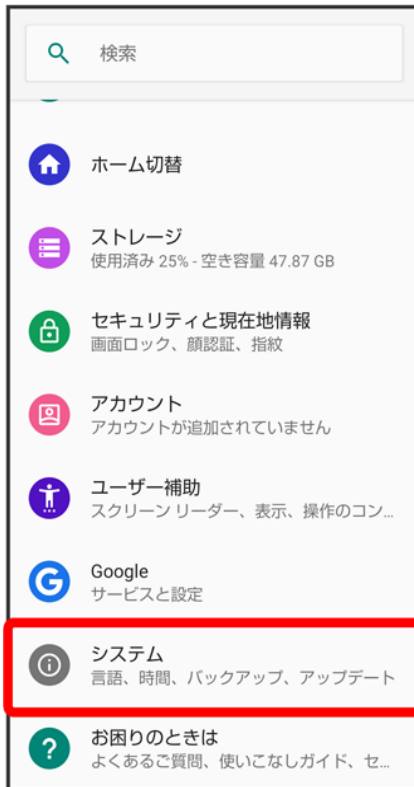 検索
ホーム切替
ストレージ
使用済み 25% - 空き容量 47.87 GB
セキュリティと現在地情報
画面ロック、顔認証、指紋
アカウント
アカウントが追加されていません
ユーザー補助
スクリーン リーダー、表示、操作のコン...
Google
サービスと設定
システム
言語、時間、バックアップ、アップデート
お困りのときは
よくあるご質問、使いこなしガイド、セ...